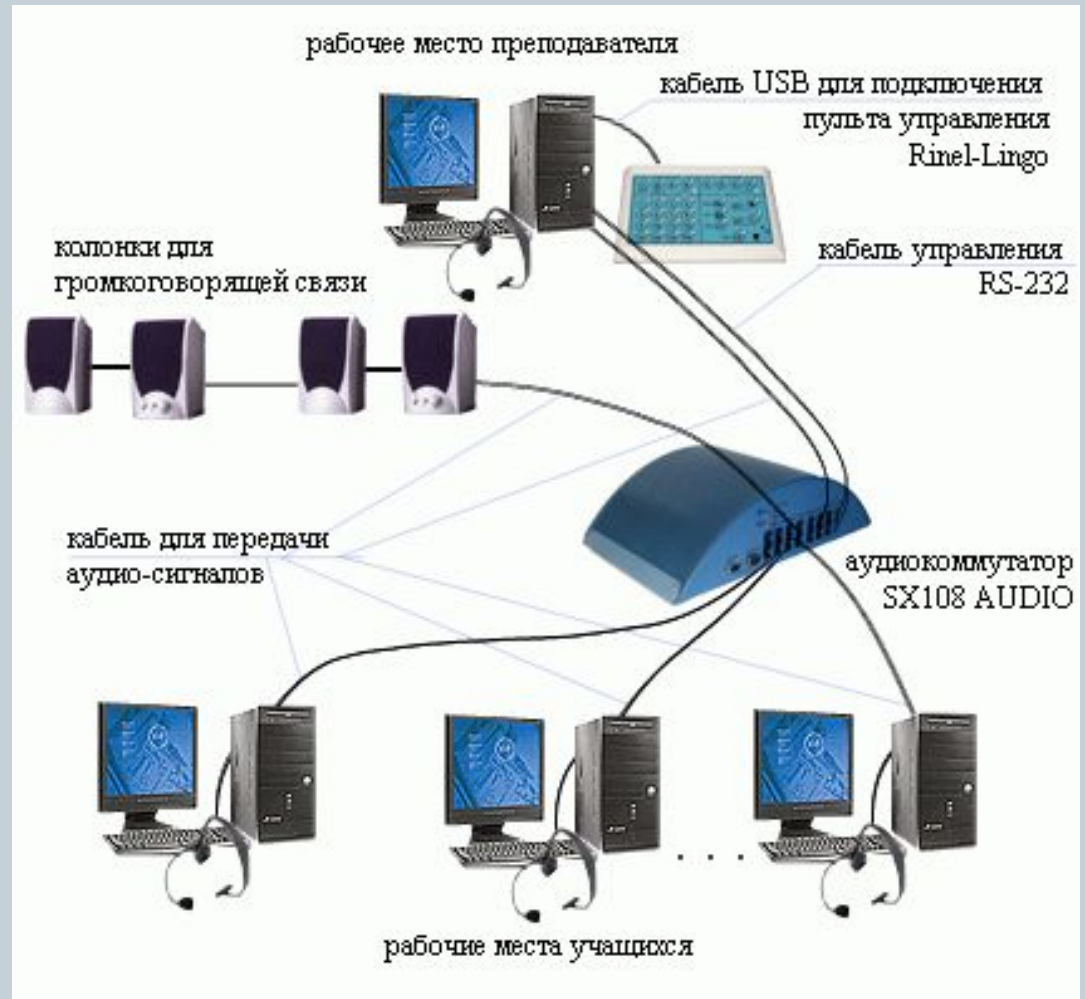 рабочее место преподавателя
кабель USB для подключения
пульта управления
Rinel-Lingo
колонки для
громкоговорящей связи
кабель управления
RS-232
кабель для передачи
аудио-сигналов
аудиокоммутатор
SX108 AUDIO
. . .
рабочие места учащихся